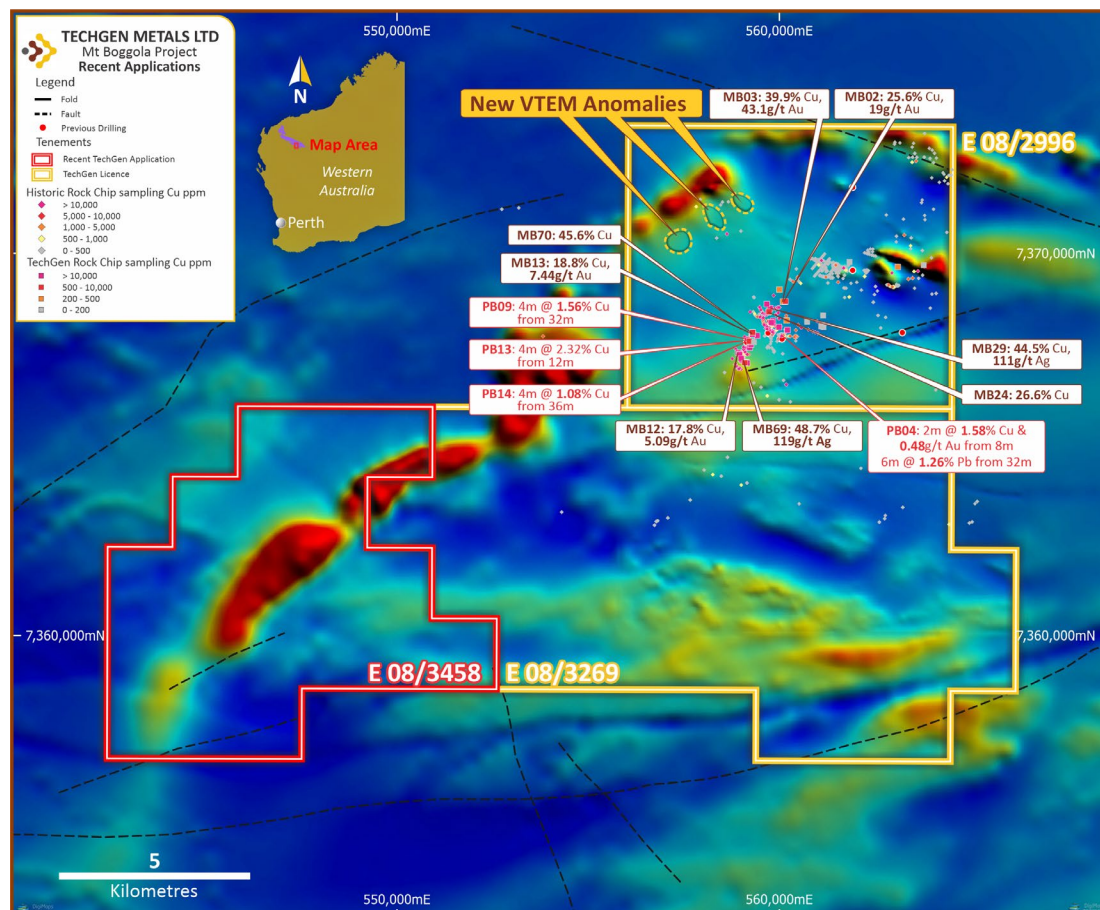 TECHGEN METALS LTD
Mt Boggola Project
Recent Applications
Legend
Fold
Fault
Previous Drilling
Tenements
Recent TechGen Application
TechGen Licence
Historic Rock Chip sampling Cu ppm
> 10,000
5,000 - 10,000
1,000 - 5,000
500 - 1,000
0 - 500
TechGen Rock Chip sampling Cu ppm
> 10,000
500 - 10,000
200 - 500
0 - 200
N
Map Area
Western
Australia
Perth
550,000mE
560,000mE
New VTEM Anomalies
MB03: 39.9% Cu,
43.1g/t Au
MB02: 25.6% Cu,
19g/t Au
E 08/2996
7,370,000mN
MB70: 45.6% Cu
MB13: 18.8% Cu,
7.44g/t Au
PB09: 4m @ 1.56% Cu
from 32m
PB13: 4m @ 2.32% Cu
from 12m
PB14: 4m @ 1.08% Cu
from 36m
MB29: 44.5% Cu,
111g/t Ag
MB24: 26.6% Cu
MB12: 17.8% Cu,
5.09g/t Au
MB69: 48.7% Cu,
119g/t Ag
PB04: 2m @ 1.58% Cu &
0.48g/t Au from 8m
6m @ 1.26% Pb from 32m
7,360,000mN
7,360,000mN
E 08/3458
E 08/3269
5
Kilometres
550,000mE
560,000mE